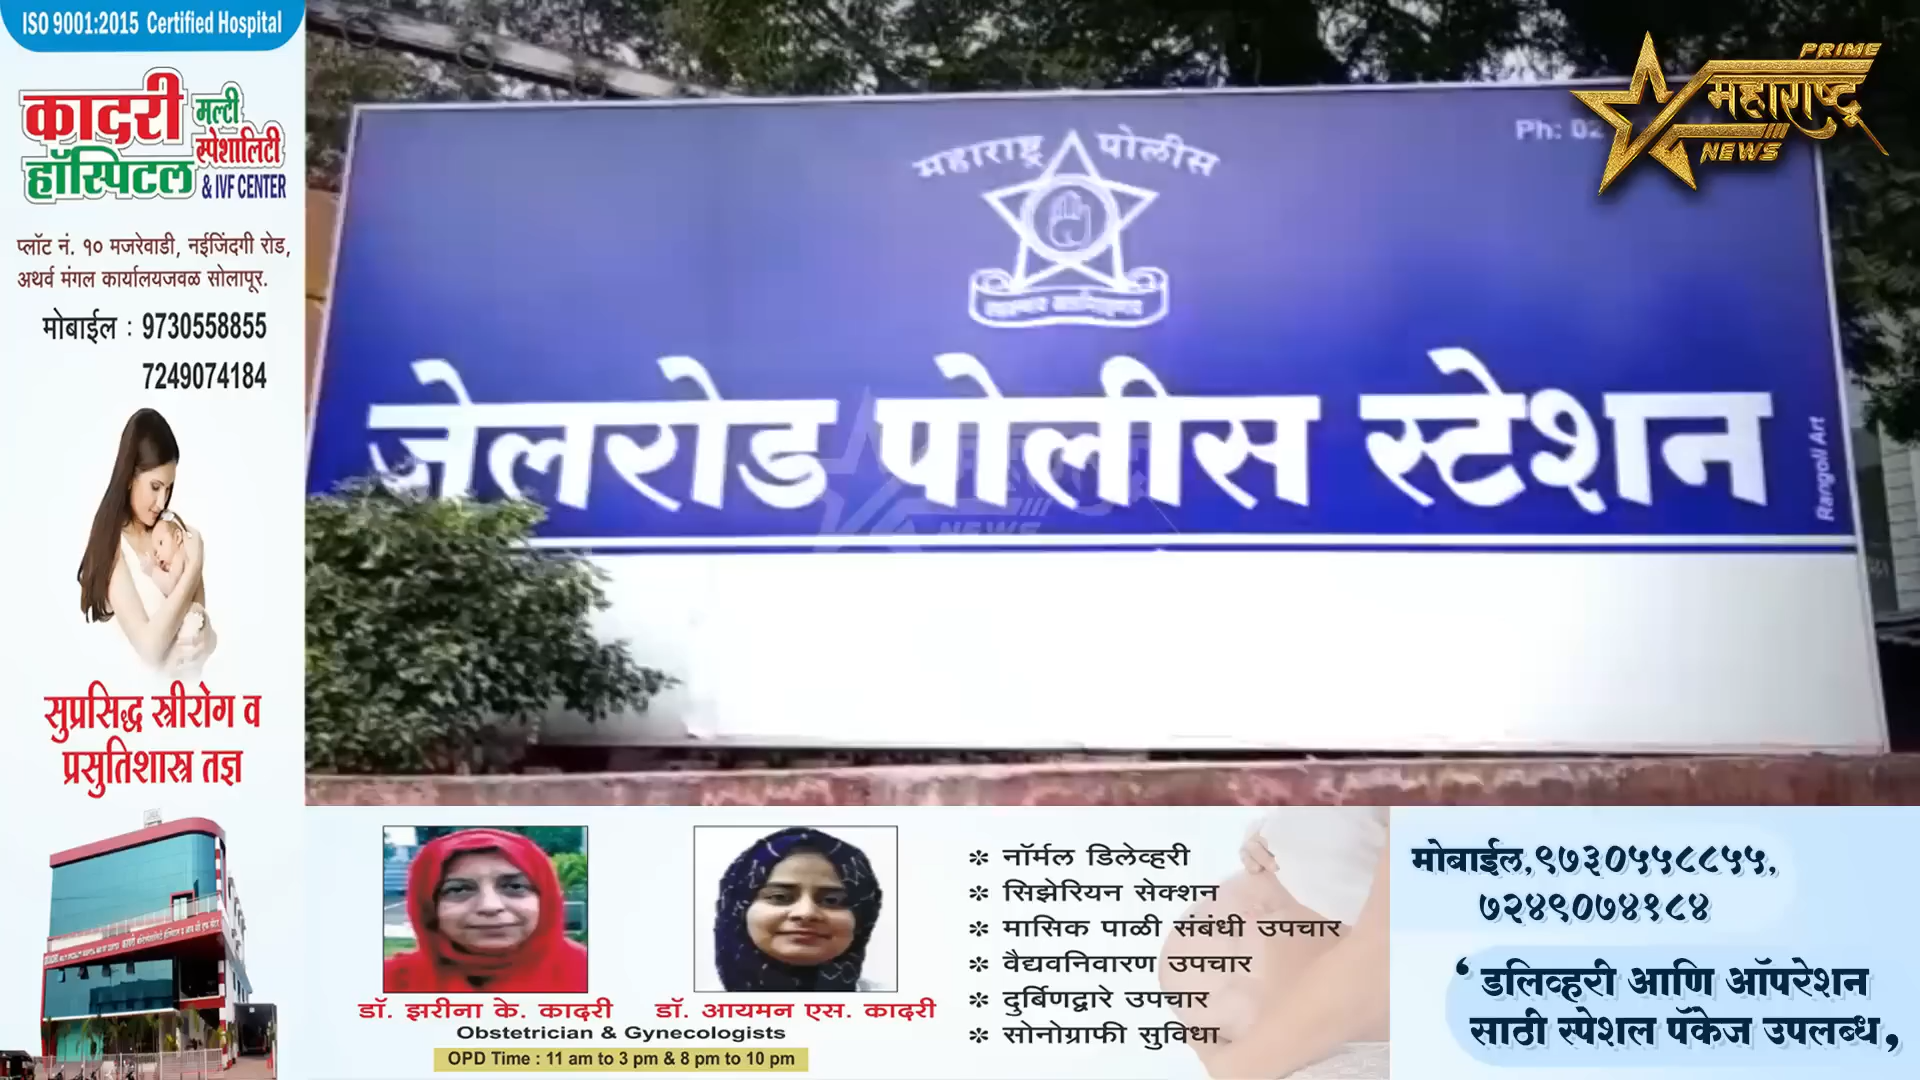 ISO 9001:2015 Certified Hospital
कादरी मल्टी
हॉस्पिटल स्पेशालिटी
& IVF CENTER
प्लॉट नं. १० मजरेवाडी, नईजिंदगी रोड,
अथर्व मंगल कार्यालयजवळ सोलापूर.
मोबाईल : 9730558855
7249074184
सुप्रसिद्ध स्त्रीरोग व
प्रसुतिशास्त्र तज्ञ
PRIME
महाराष्ट्र
NEWS
Ph: 02
महाराष्ट्र पोलीस
जेलरोड पोलीस स्टेशन
Rangoli Art
NEWS
डॉ. झरीना के. कादरी
डॉ. आयमन एस. कादरी
Obstetrician & Gynecologists
OPD Time : 11 am to 3 pm & 8 pm to 10 pm
❊ नॉर्मल डिलेव्हरी
❊ सिझेरियन सेक्शन
❊ मासिक पाळी संबंधी उपचार
❊ वैद्यवनिवारण उपचार
❊ दुर्बिणद्वारे उपचार
❊ सोनोग्राफी सुविधा
मोबाईल,९७३०५५८८५५,
७२४९०७४१८४
‘ डलिव्हरी आणि ऑपरेशन
साठी स्पेशल पॅकेज उपलब्ध,